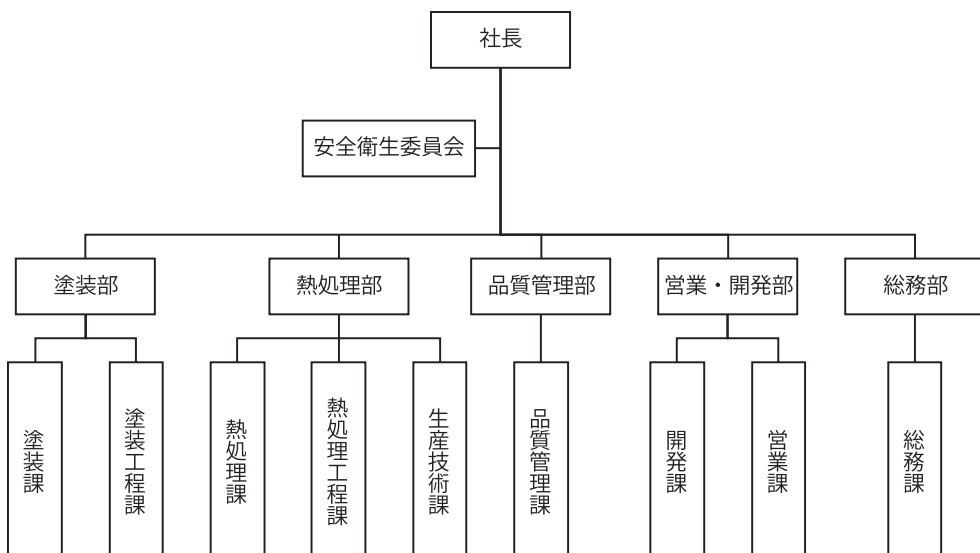 社長
安全衛生委員会
塗装部
熱処理部
品質管理部
営業・開発部
総務部
塗装課
塗装工程課
熱処理課
熱処理工程課
生産技術課
品質管理課
開発課
営業課
総務課